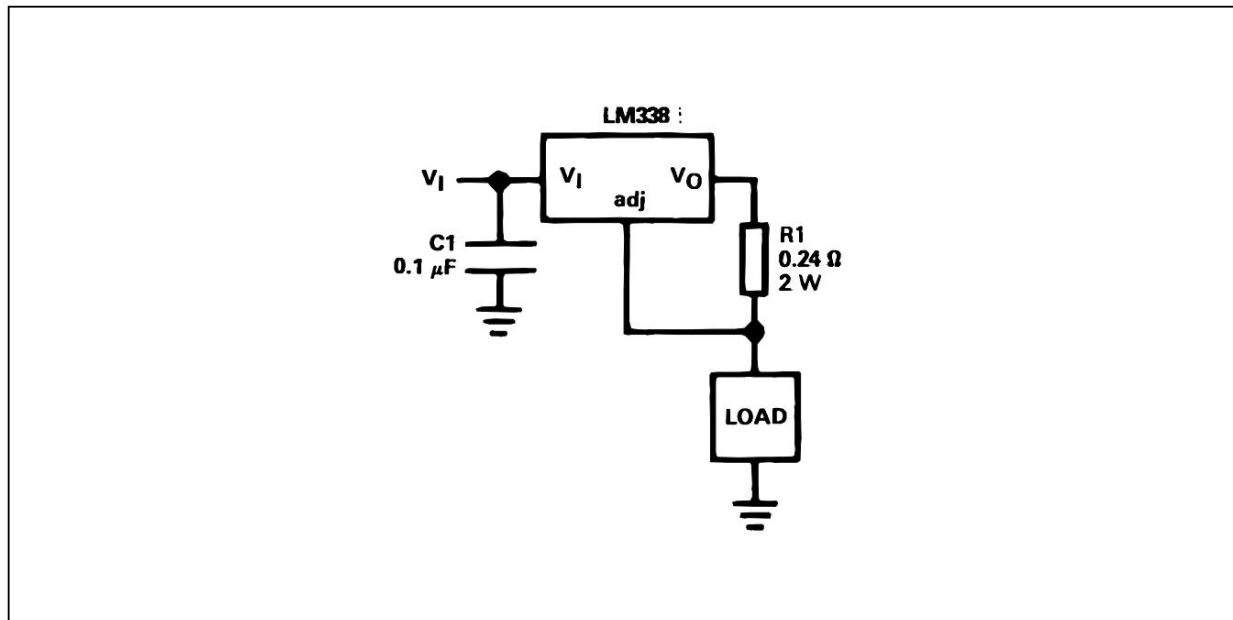 LM338
V_I
V_I
V_O
adj
C1
0.1 μF
R1
0.24 Ω
2 W
LOAD